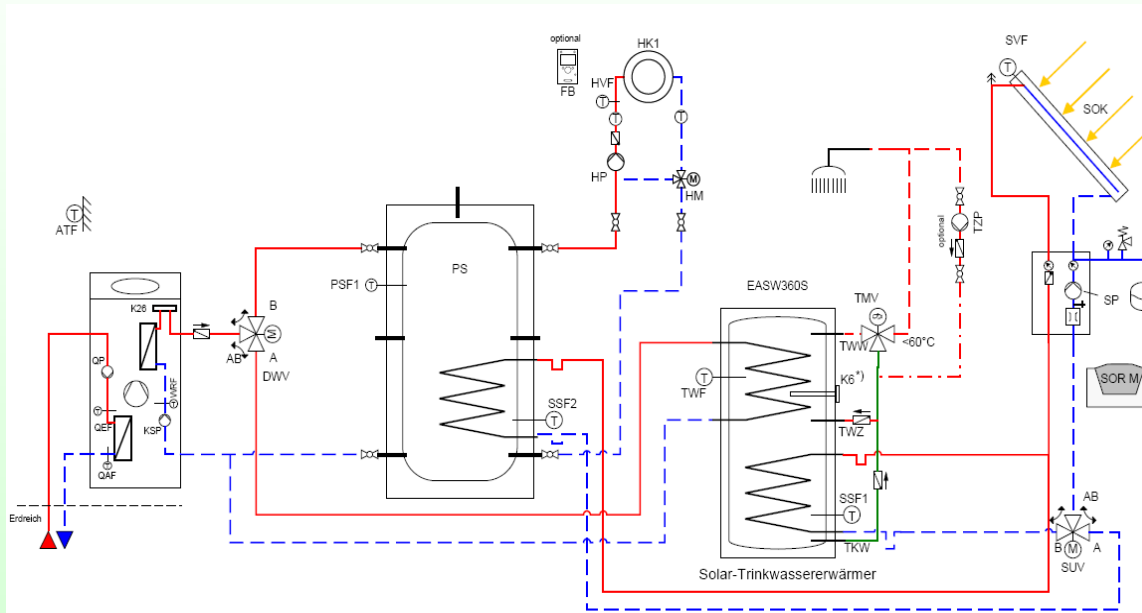 optional
HK1
FB
HVF
T
T
T
HP
M
HM
SVF
T
SOK
T
ATF
PS
PSF1
T
optional
TZP
EASW360S
TMV
<60°C
TWW
K26
B
M
AB
A
DWV
QP
T
WRF
QEF
T
KSP
QAF
T
TWF
T
K6*)
TWZ
SSF2
T
SP
SOR M/
SSF1
T
TKW
AB
B
M
A
SUV
Erdreich
Solar-Trinkwassererwärmer